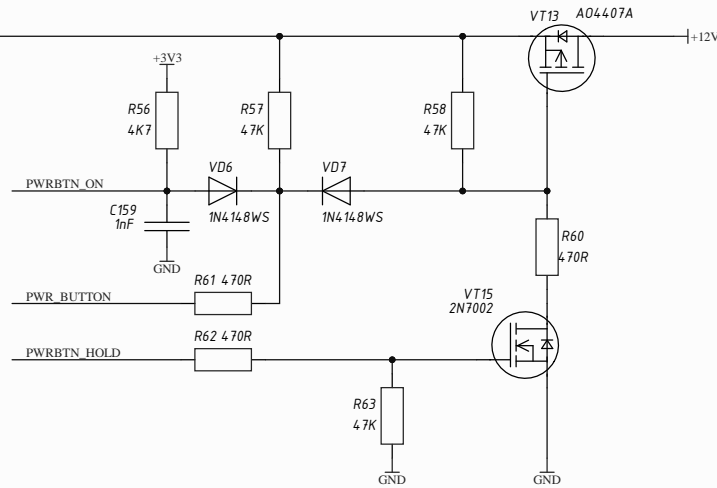 VT13 AO4407A
+12V
+3V3
R56
4K7
R57
47K
R58
47K
PWRBTN_ON
VD6
1N4148WS
VD7
1N4148WS
C159
1nF
GND
R60
470R
PWR_BUTTON
R61 470R
VT15
2N7002
PWRBTN_HOLD
R62 470R
R63
47K
GND
GND